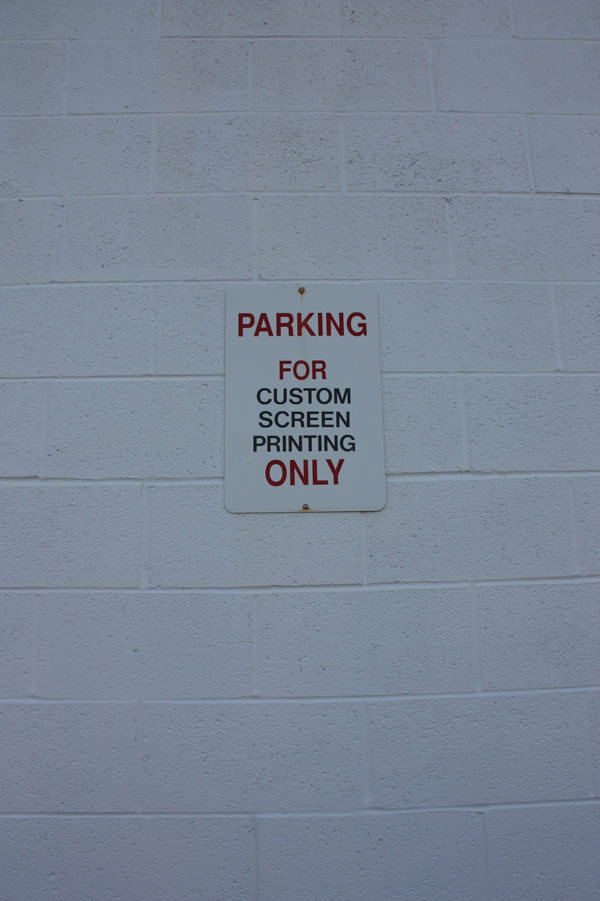 PARKING
FOR
CUSTOM
SCREEN
PRINTING
ONLY